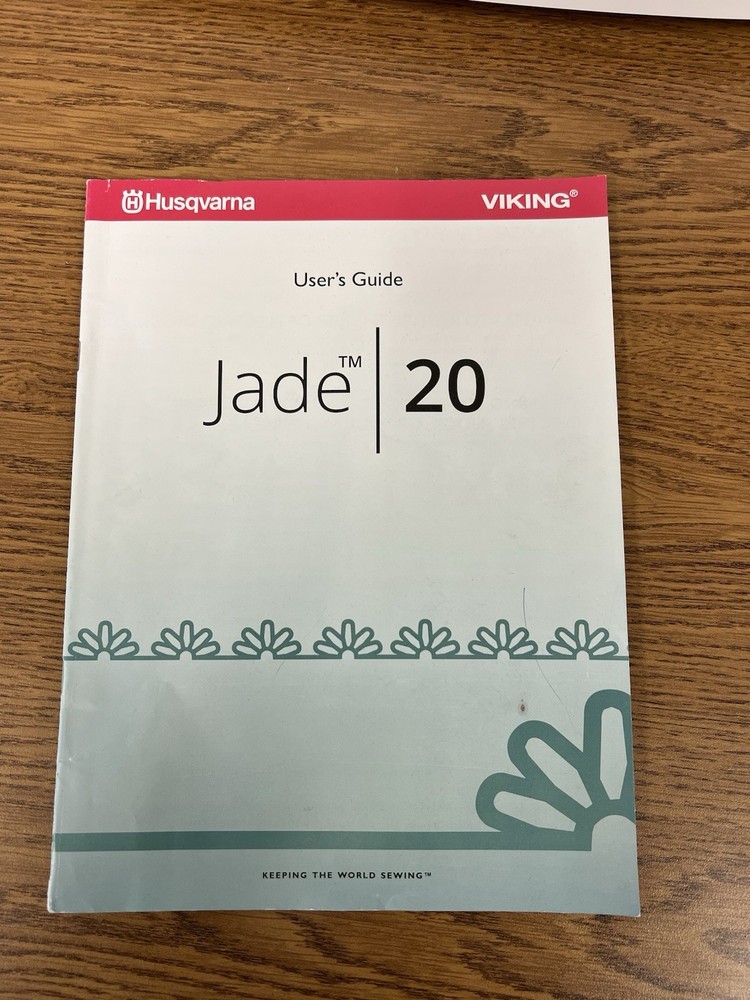 Husqvarna VIKING®
User's Guide
Jade™ | 20
KEEPING THE WORLD SEWING™